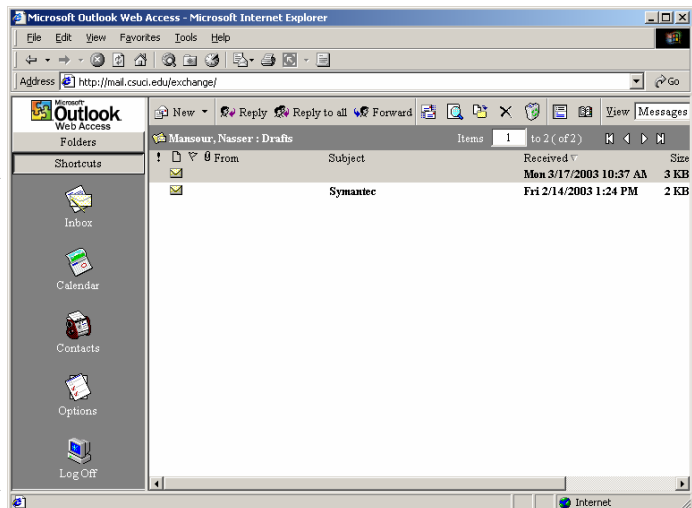 Microsoft Outlook Web Access - Microsoft Internet Explorer
File Edit View Favorites Tools Help
Address http://mail.csuci.edu/exchange/ Go
Microsoft
Outlook
Web Access
New Reply Reply to all Forward View Messages
Folders
Mansour, Nasser : Drafts Items 1 to 2 ( of 2 )
Shortcuts
! From Subject Received Size
Mon 3/17/2003 10:37 AM 3 KB
Symantec Fri 2/14/2003 1:24 PM 2 KB
Inbox
Calendar
Contacts
Options
Log Off
Internet